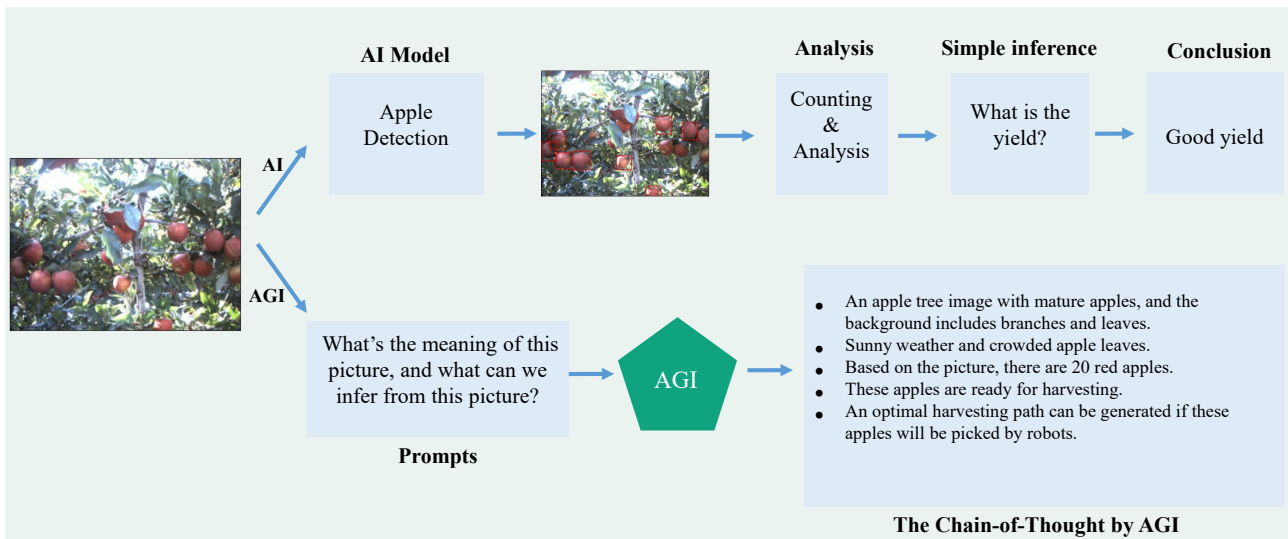 AI Model
Apple
Detection
Analysis
Counting
&
Analysis
Simple inference
What is the
yield?
Conclusion
Good yield
AI
AGI
What’s the meaning of this
picture, and what can we
infer from this picture?
Prompts
AGI
● An apple tree image with mature apples, and the
background includes branches and leaves.
● Sunny weather and crowded apple leaves.
● Based on the picture, there are 20 red apples.
● These apples are ready for harvesting.
● An optimal harvesting path can be generated if these
apples will be picked by robots.
The Chain-of-Thought by AGI